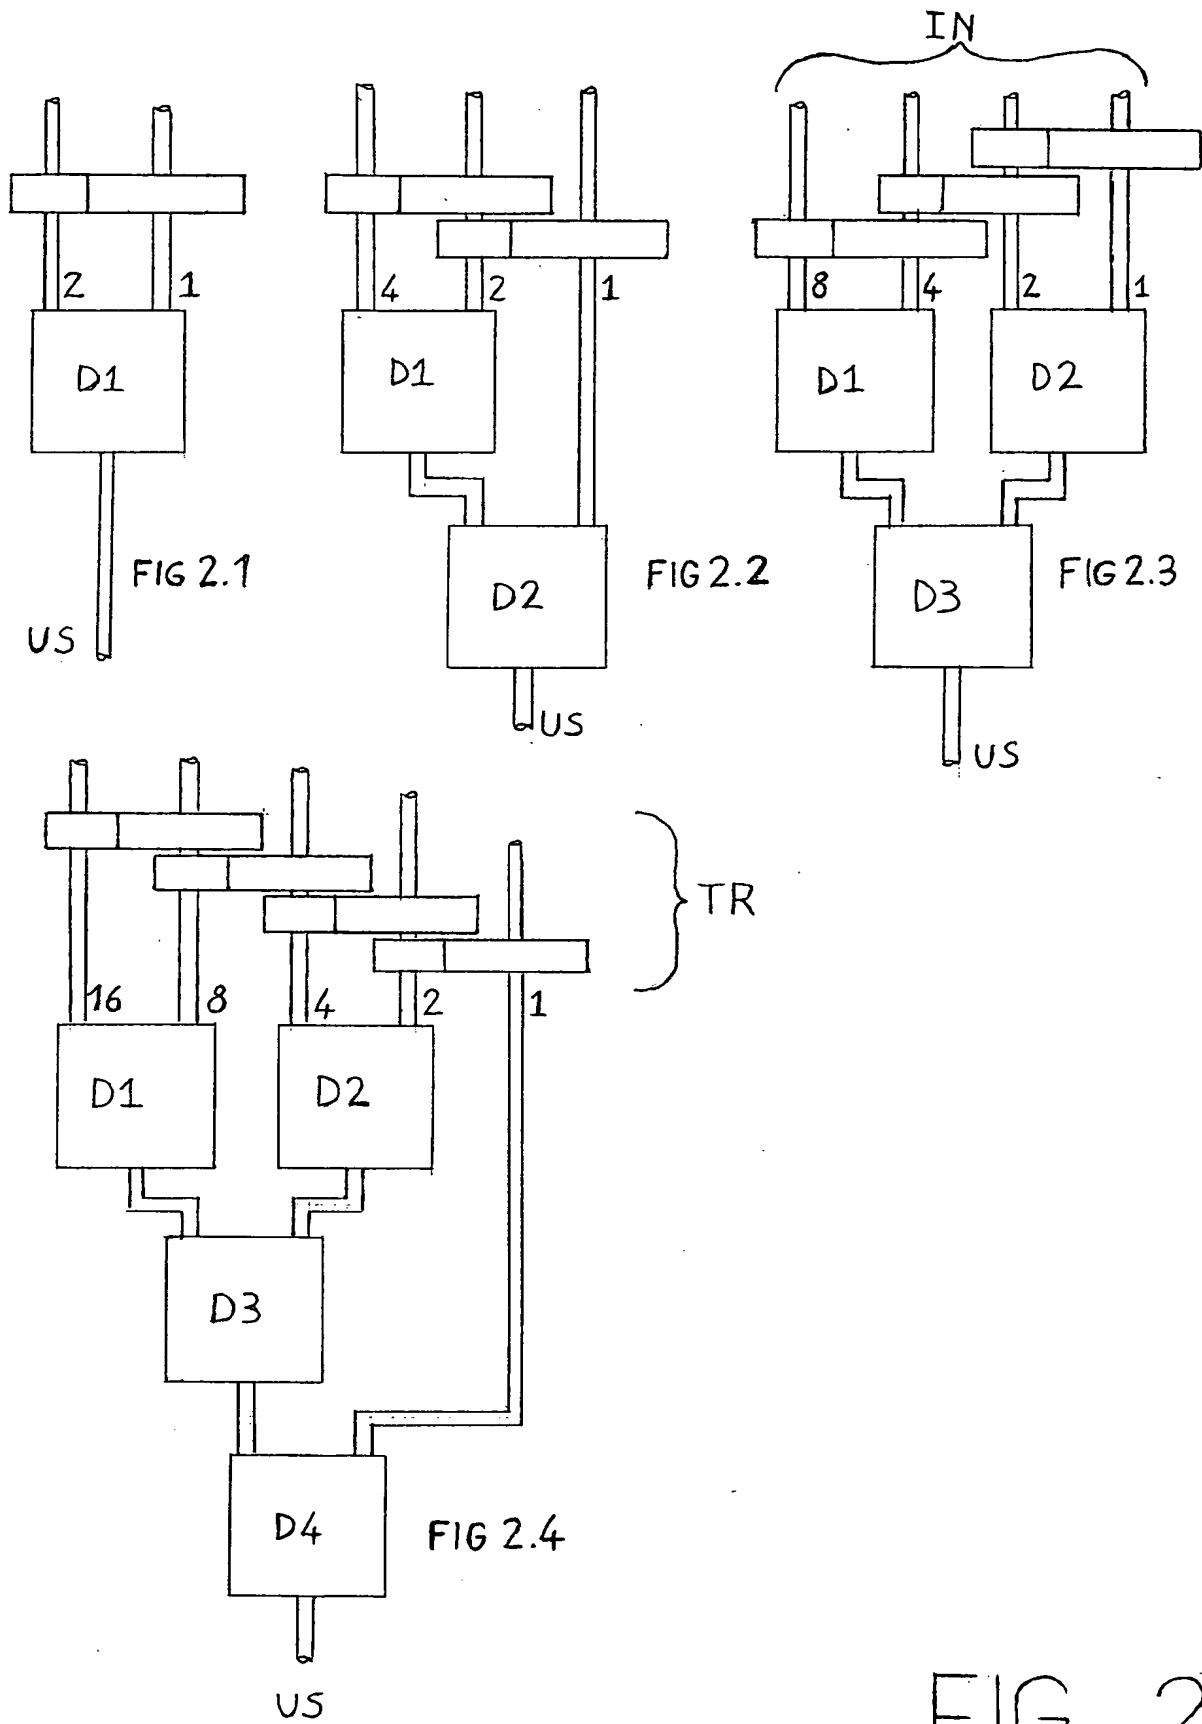 IN
2 1
4 2 1
8 4 2 1
D1
D1
D1 D2
FIG 2.1
FIG 2.2
FIG 2.3
D2
D3
US
US
US
TR
16 8 4 2 1
D1 D2
D3
D4
FIG 2.4
US
FIG 2